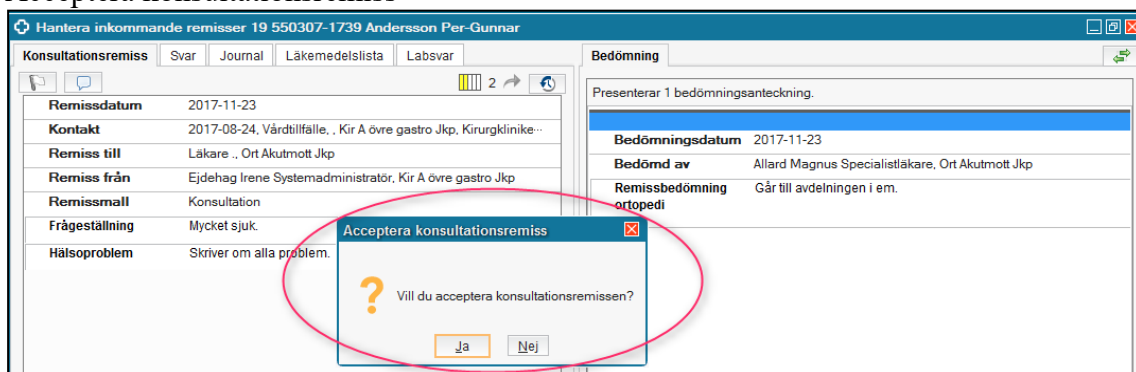 Acceptera konsultationsremiss
Hantera inkommande remisser 19 550307-1739 Andersson Per-Gunnar
Konsultationsremiss Svar Journal Läkemedelslista Labsvar
2
Remissdatum 2017-11-23
Kontakt 2017-08-24, Vårdtillfälle, , Kir A övre gastro Jkp, Kirurgklinike...
Remiss till Läkare ., Ort Akutmott Jkp
Remiss från Ejdehag Irene Systemadministratör, Kir A övre gastro Jkp
Remissmall Konsultation
Frågeställning Mycket sjuk.
Hälsoproblem Skriver om alla problem.
Bedömning
Presenterar 1 bedömningsanteckning.
Bedömningsdatum 2017-11-23
Bedömd av Allard Magnus Specialistläkare, Ort Akutmott Jkp
Remissbedömning Går till avdelningen i em.
ortopedi
Acceptera konsultationsremiss
Vill du acceptera konsultationsremissen?
Ja Nej